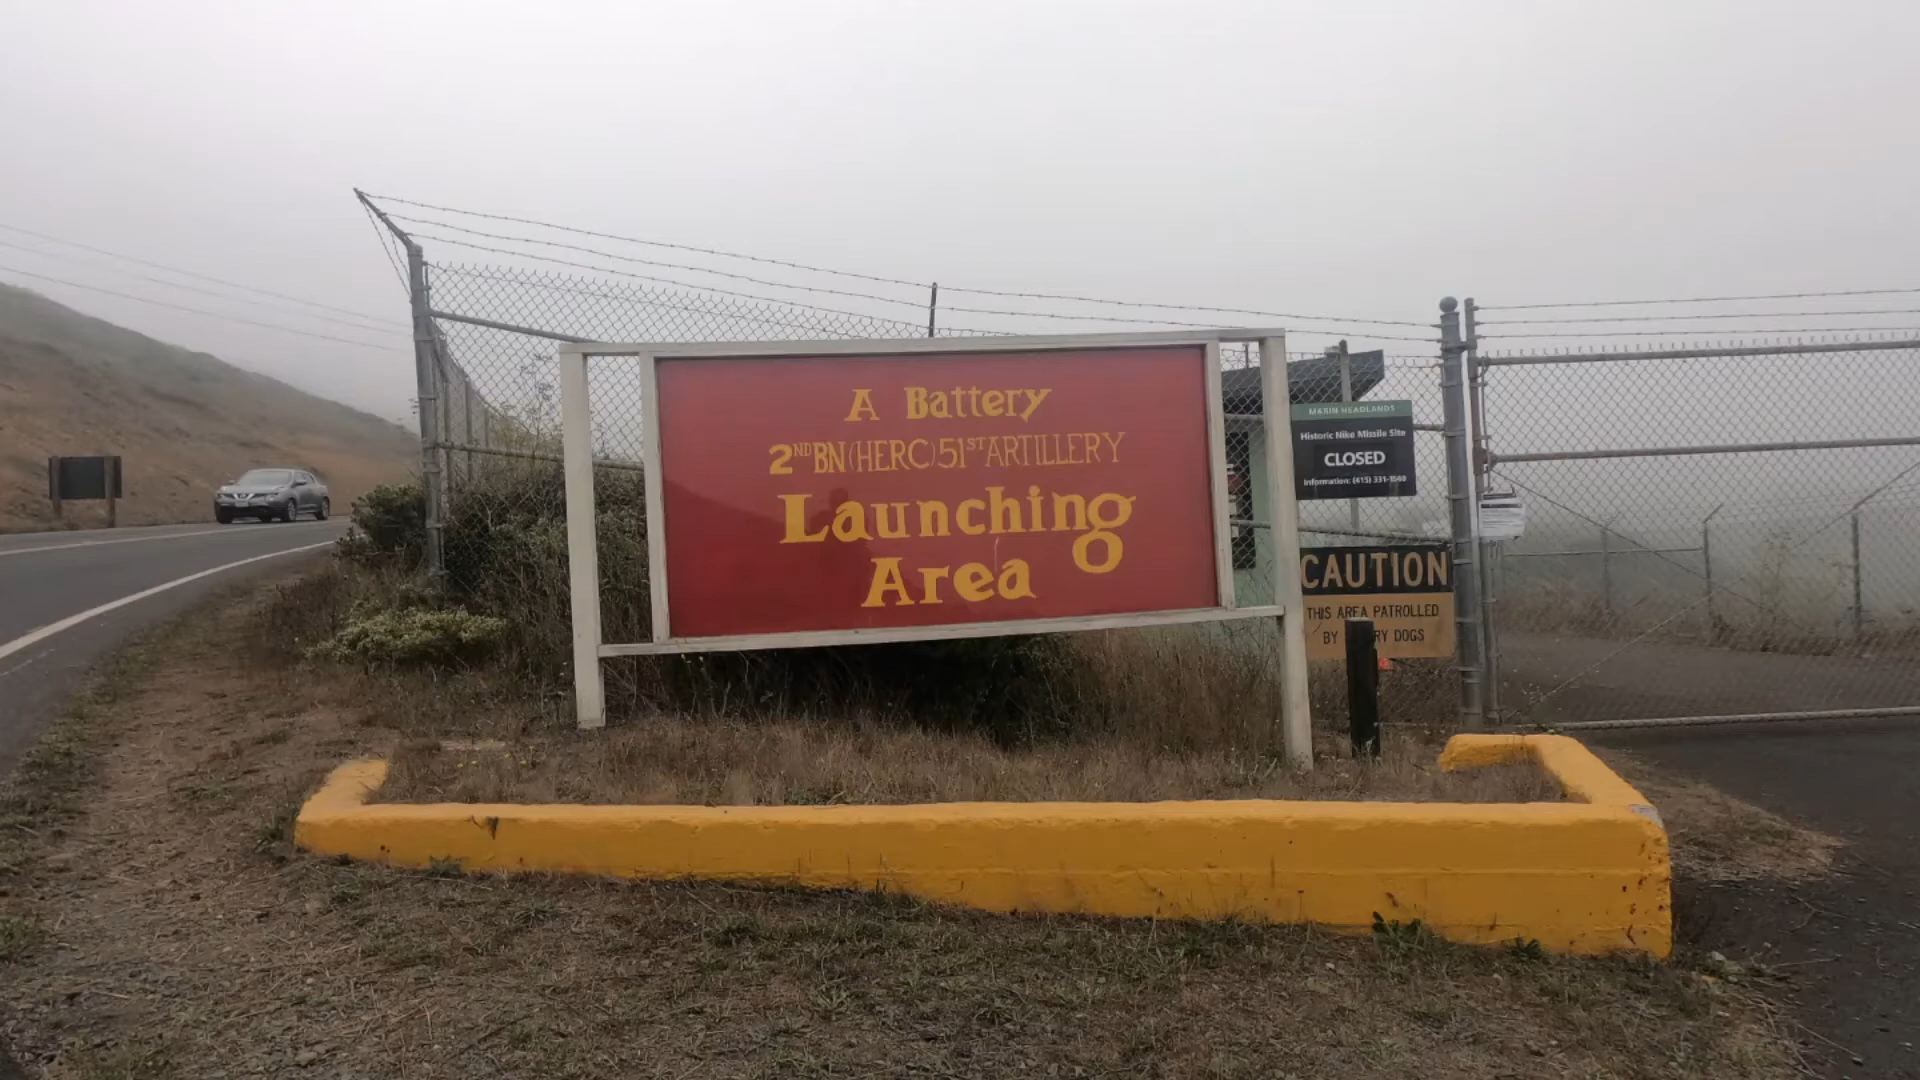 A Battery
2ND BN (HERC) 51ST ARTILLERY
Launching
Area
MARIN HEADLANDS
Historic Nike Missile Site
CLOSED
Information: (415) 331-1540
CAUTION
THIS AREA PATROLLED
BY RY DOGS